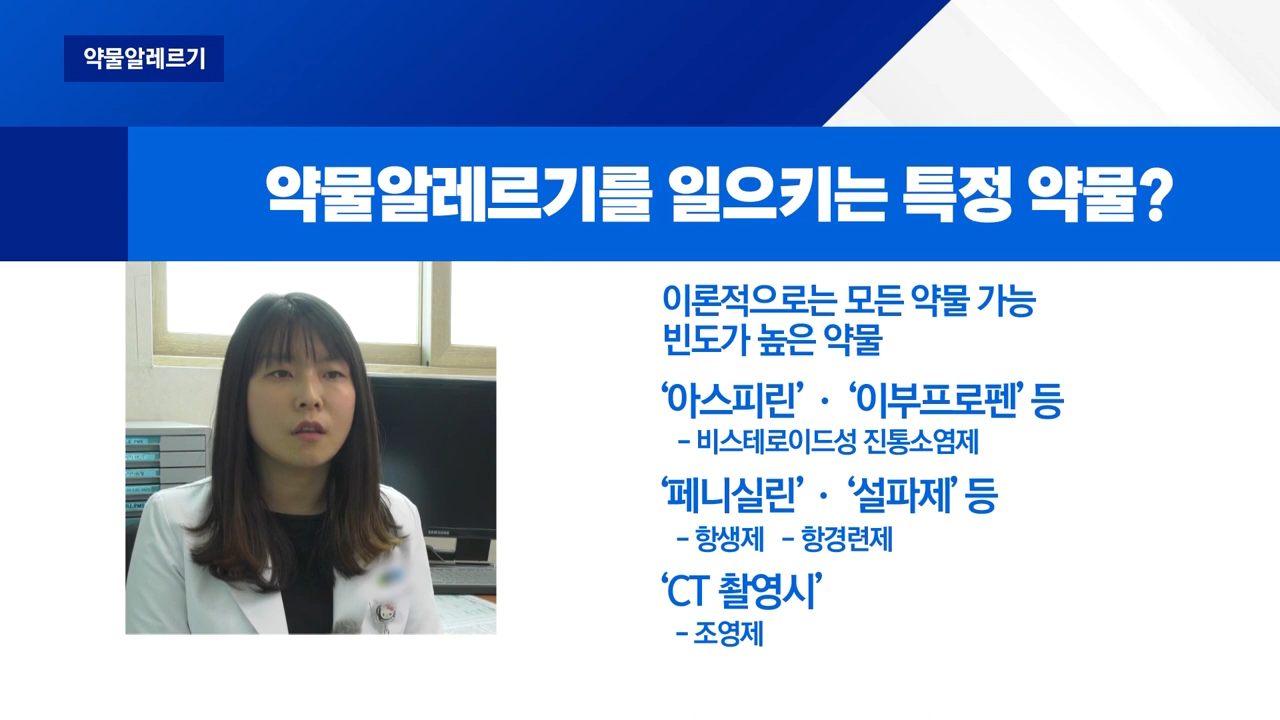 약물알레르기
약물알레르기를 일으키는 특정 약물?
이론적으로는 모든 약물 가능
빈도가 높은 약물
‘아스피린’ · ‘이부프로펜’ 등
- 비스테로이드성 진통소염제
‘페니실린’ · ‘설파제’ 등
- 항생제 - 항경련제
‘CT 촬영시’
- 조영제
SAMSUNG